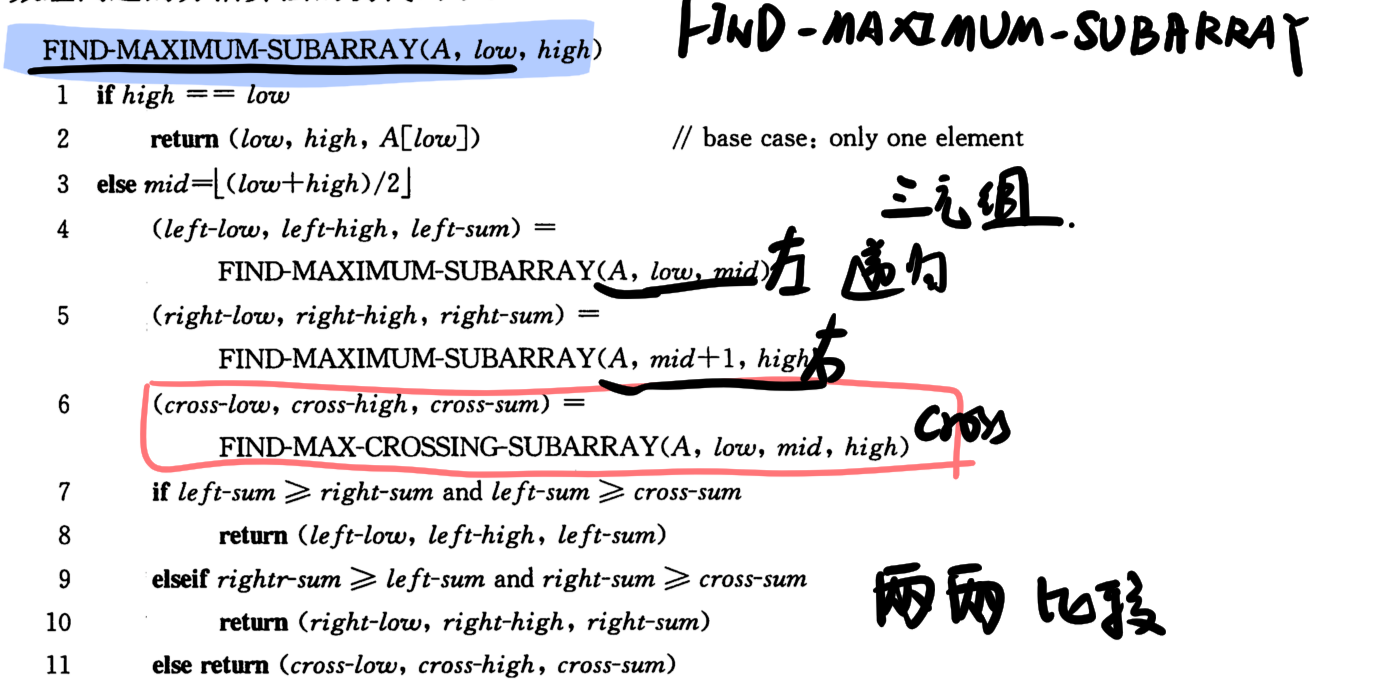 FIND-MAXIMUM-SUBARRAY(A, low, high)
FIND-MAXIMUM-SUBARRAY
1 if high == low
2 return (low, high, A[low]) // base case: only one element
3 else mid=⌊(low+high)/2⌋
三元组.
4 (left-low, left-high, left-sum) =
FIND-MAXIMUM-SUBARRAY(A, low, mid) 左 递归
5 (right-low, right-high, right-sum) =
FIND-MAXIMUM-SUBARRAY(A, mid+1, high) 右
6 (cross-low, cross-high, cross-sum) =
FIND-MAX-CROSSING-SUBARRAY(A, low, mid, high) cross
7 if left-sum ⩾ right-sum and left-sum ⩾ cross-sum
8 return (left-low, left-high, left-sum)
9 elseif rightr-sum ⩾ left-sum and right-sum ⩾ cross-sum
两两比较
10 return (right-low, right-high, right-sum)
11 else return (cross-low, cross-high, cross-sum)